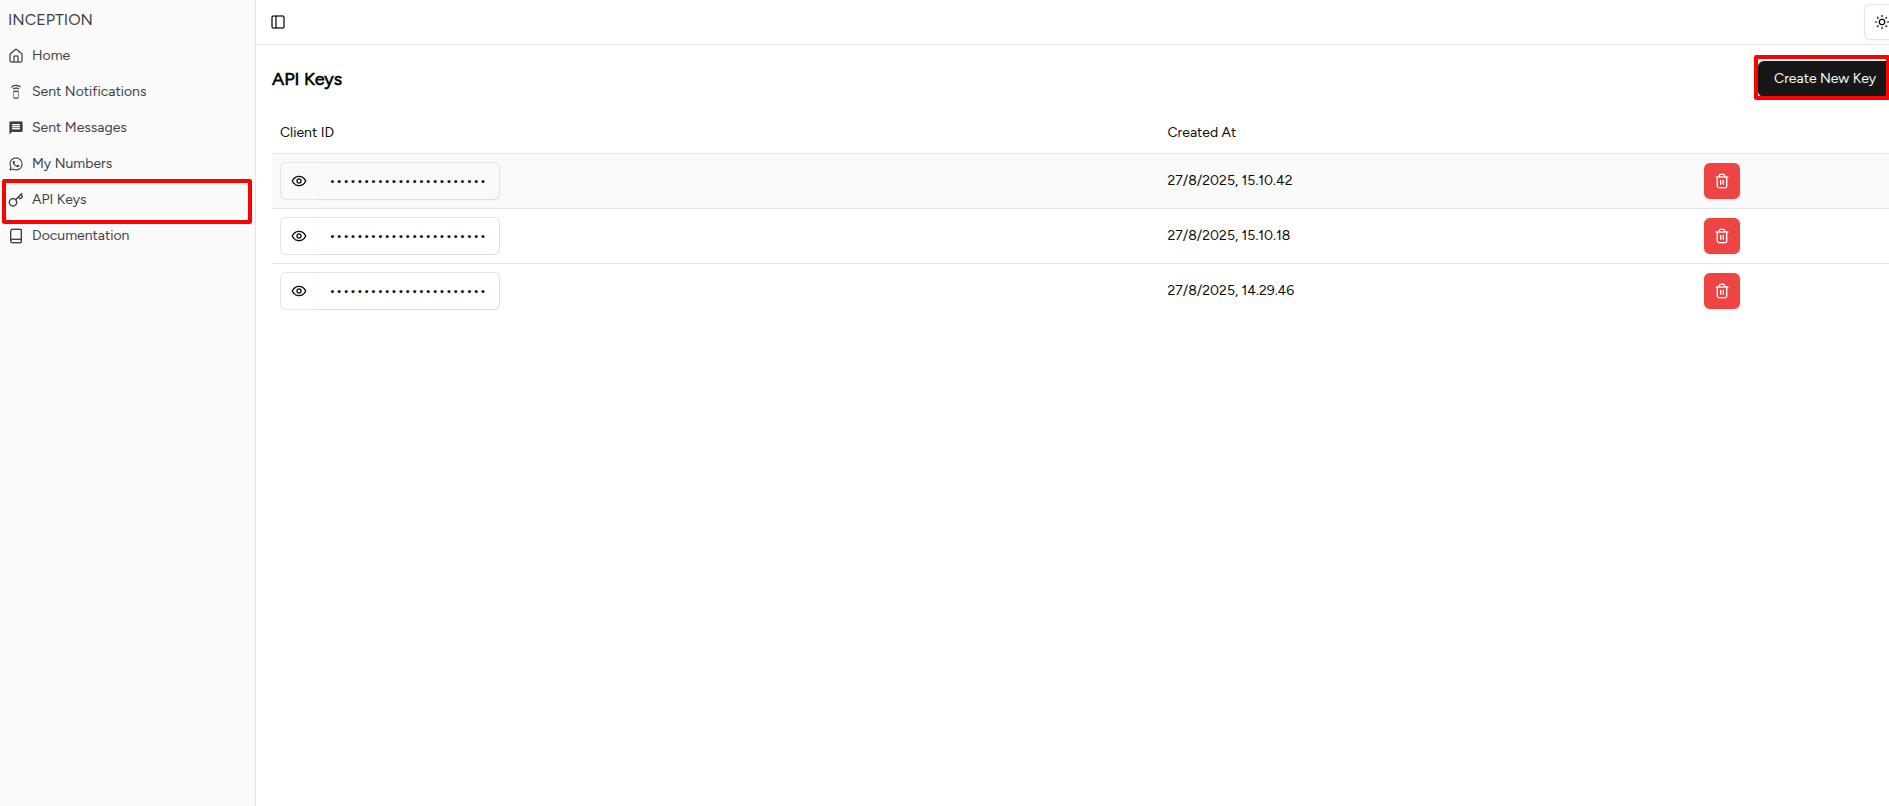 INCEPTION
Home
Sent Notifications
Sent Messages
My Numbers
API Keys
Documentation
API Keys
Create New Key
Client ID Created At
••••••••••••••••••••••• 27/8/2025, 15.10.42
••••••••••••••••••••••• 27/8/2025, 15.10.18
••••••••••••••••••••••• 27/8/2025, 14.29.46